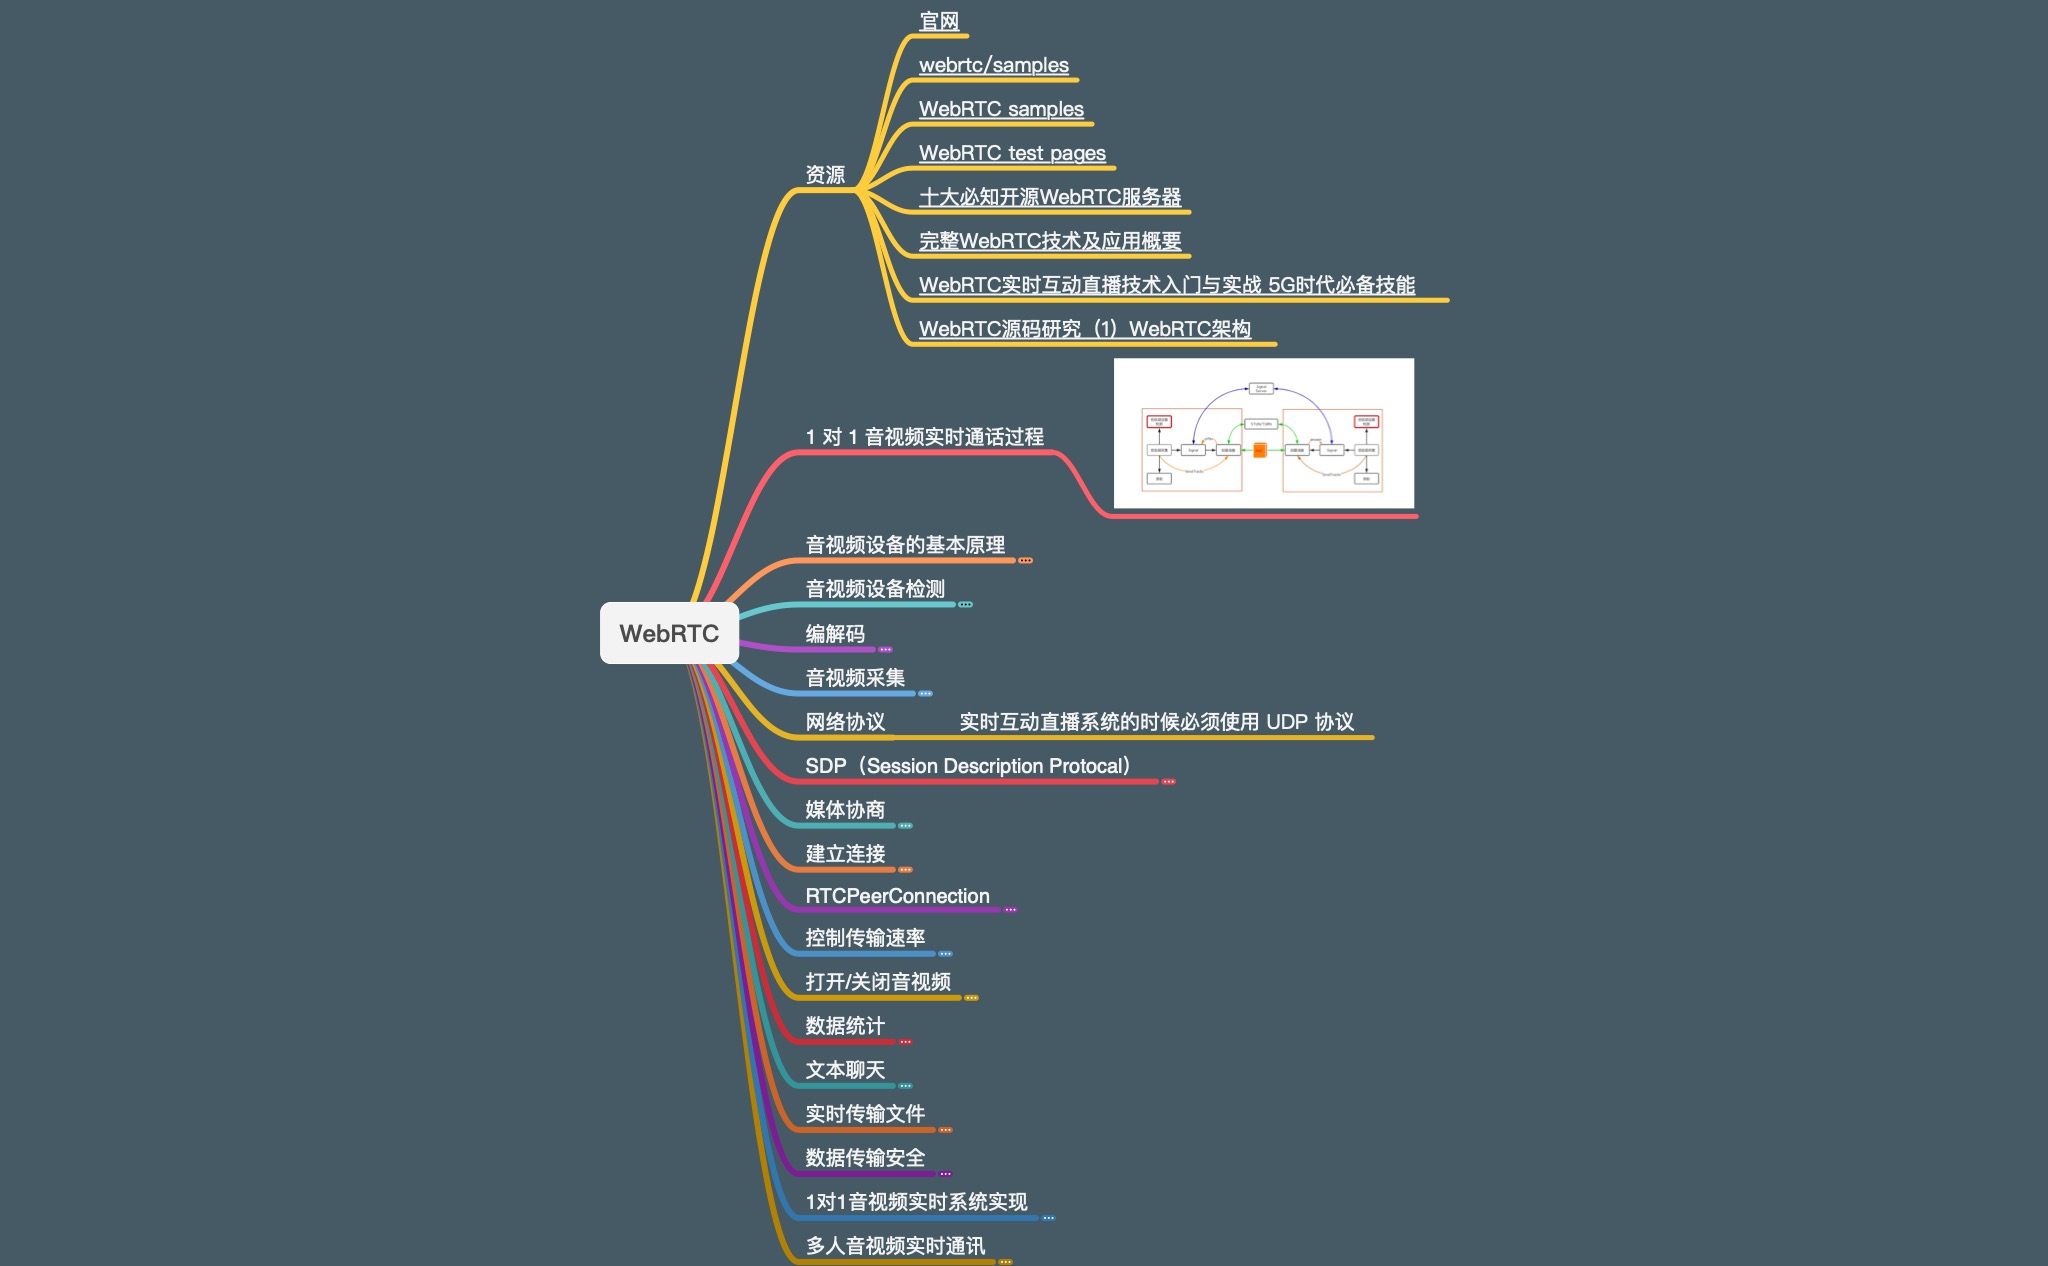 官网
webrtc/samples
WebRTC samples
WebRTC test pages
资源
十大必知开源WebRTC服务器
完整WebRTC技术及应用概要
WebRTC实时互动直播技术入门与实战 5G时代必备技能
WebRTC源码研究（1）WebRTC架构
1 对 1 音视频实时通话过程
Signal
Signal
Signal
音视频设备的基本原理
音视频设备检测
编解码
WebRTC
音视频采集
网络协议
实时互动直播系统的时候必须使用 UDP 协议
SDP（Session Description Protocal）
媒体协商
建立连接
RTCPeerConnection
控制传输速率
打开/关闭音视频
数据统计
文本聊天
实时传输文件
数据传输安全
1对1音视频实时系统实现
多人音视频实时通讯